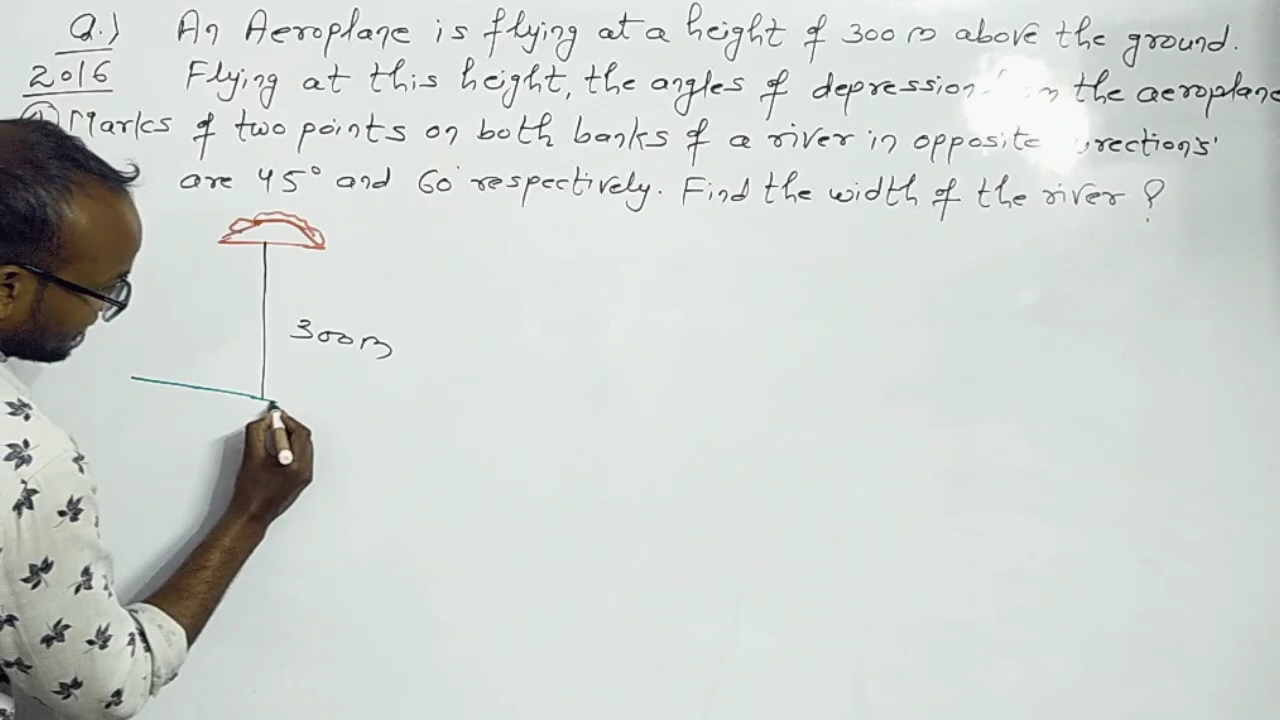 Q.) An Aeroplane is flying at a height of 300 m above the ground.
2016 Flying at this height, the angles of depression the aeroplane
Marks of two points on both banks of a river in opposite
are 45° and 60° respectively. Find the width of the river ?
300m